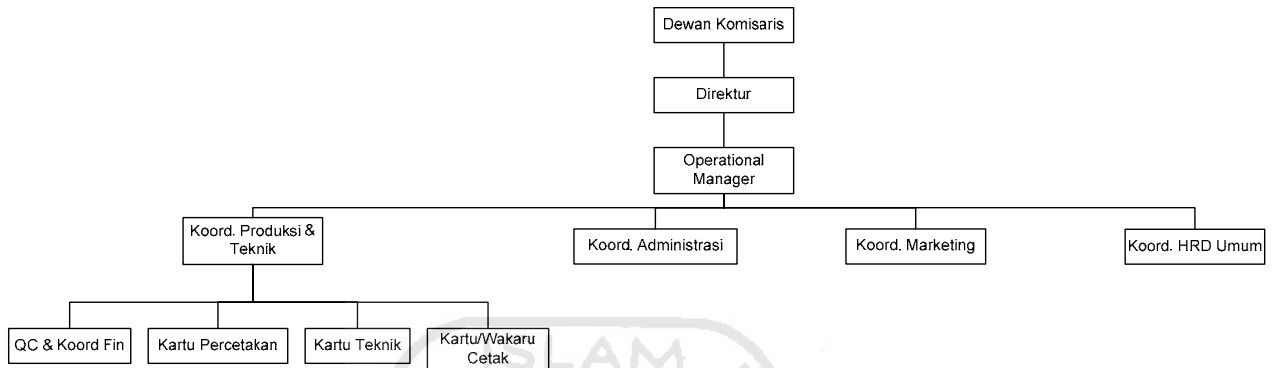 Dewan Komisaris
Direktur
Operational
Manager
Koord. Produksi &
Teknik
Koord. Administrasi
Koord. Marketing
Koord. HRD Umum
QC & Koord Fin
Kartu Percetakan
Kartu Teknik
Kartu/Wakaru
Cetak
ISLAM